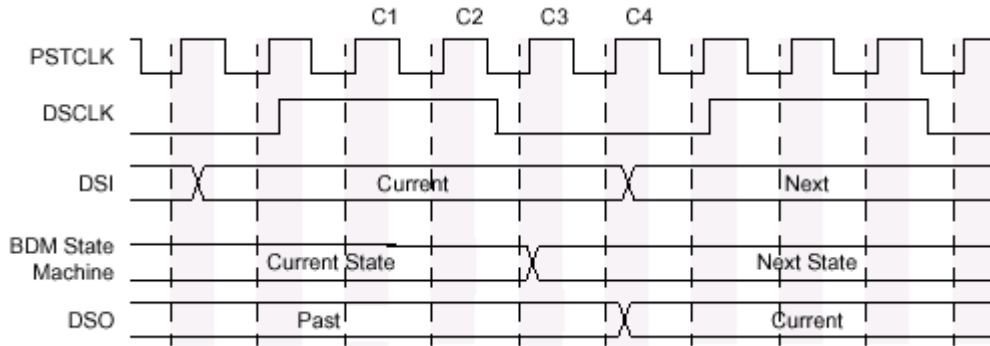 C1 C2 C3 C4
PSTCLK
DSCLK
DSI Current Next
BDM State
Machine Current State Next State
DSO Past Current